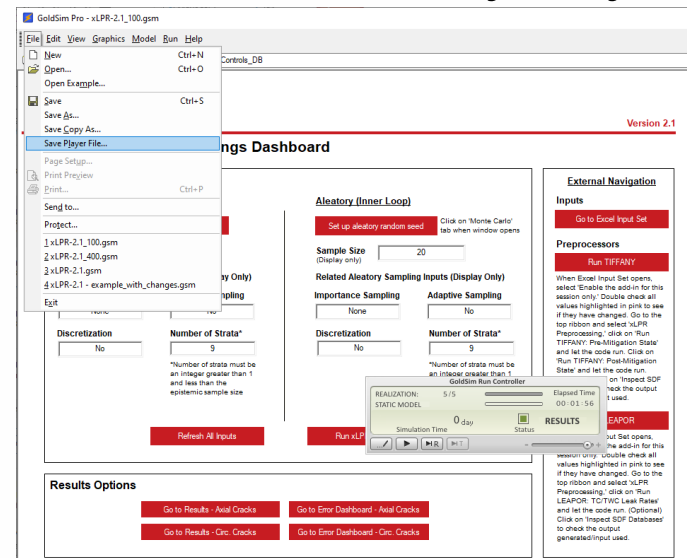 GoldSim Pro - xLPR-2.1_100.gsm
File Edit View Graphics Model Run Help
New Ctrl+N
Open... Ctrl+O
Open Example...
Save Ctrl+S
Save As...
Save Copy As...
Save Player File...
Page Setup...
Print Preview
Print... Ctrl+P
Send to...
Protect...
1 xLPR-2.1_100.gsm
2 xLPR-2.1_400.gsm
3 xLPR-2.1.gsm
4 xLPR-2.1 - example_with_changes.gsm
Exit
Controls_DB
Version 2.1
ngs Dashboard
ay Only)
mpling
None
No
Discretization
No
Number of Strata*
9
*Number of strata must be
an integer greater than 1
and less than the
epistemic sample size
Refresh All Inputs
Aleatory (Inner Loop)
Set up aleatory random seed
Click on 'Monte Carlo'
tab when window opens
Sample Size
(Display only)
20
Related Aleatory Sampling Inputs (Display Only)
Importance Sampling
None
Adaptive Sampling
No
Discretization
No
Number of Strata*
9
*Number of strata must be
an integer greater than 1
Run xLP
GoldSim Run Controller
REALIZATION: 5/5
Elapsed Time
STATIC MODEL
00:01:56
0 day
Simulation Time
Status
RESULTS
R
Results Options
Go to Results - Axial Cracks
Go to Error Dashboard - Axial Cracks
Go to Results - Circ. Cracks
Go to Error Dashboard - Circ. Cracks
External Navigation
Inputs
Go to Excel Input Set
Preprocessors
Run TIFFANY
When Excel Input Set opens,
select 'Enable the add-in for this
session only.' Double check all
values highlighted in pink to see
if they have changed. Go to the
top ribbon and select 'xLPR
Preprocessing,' click on 'Run
TIFFANY: Pre-Mitigation State'
and let the code run. Click on
'Run TIFFANY: Post-Mitigation
State' and let the code run.
on 'Inspect SDF
heck the output
t used.
EAPOR
ut Set opens,
he add-in for this
session only.' Double check all
values highlighted in pink to see
if they have changed. Go to the
top ribbon and select 'xLPR
Preprocessing,' click on 'Run
LEAPOR: TC/TWC Leak Rates'
and let the code run. (Optional)
Click on 'Inspect SDF Databases'
to check the output
generated/input used.